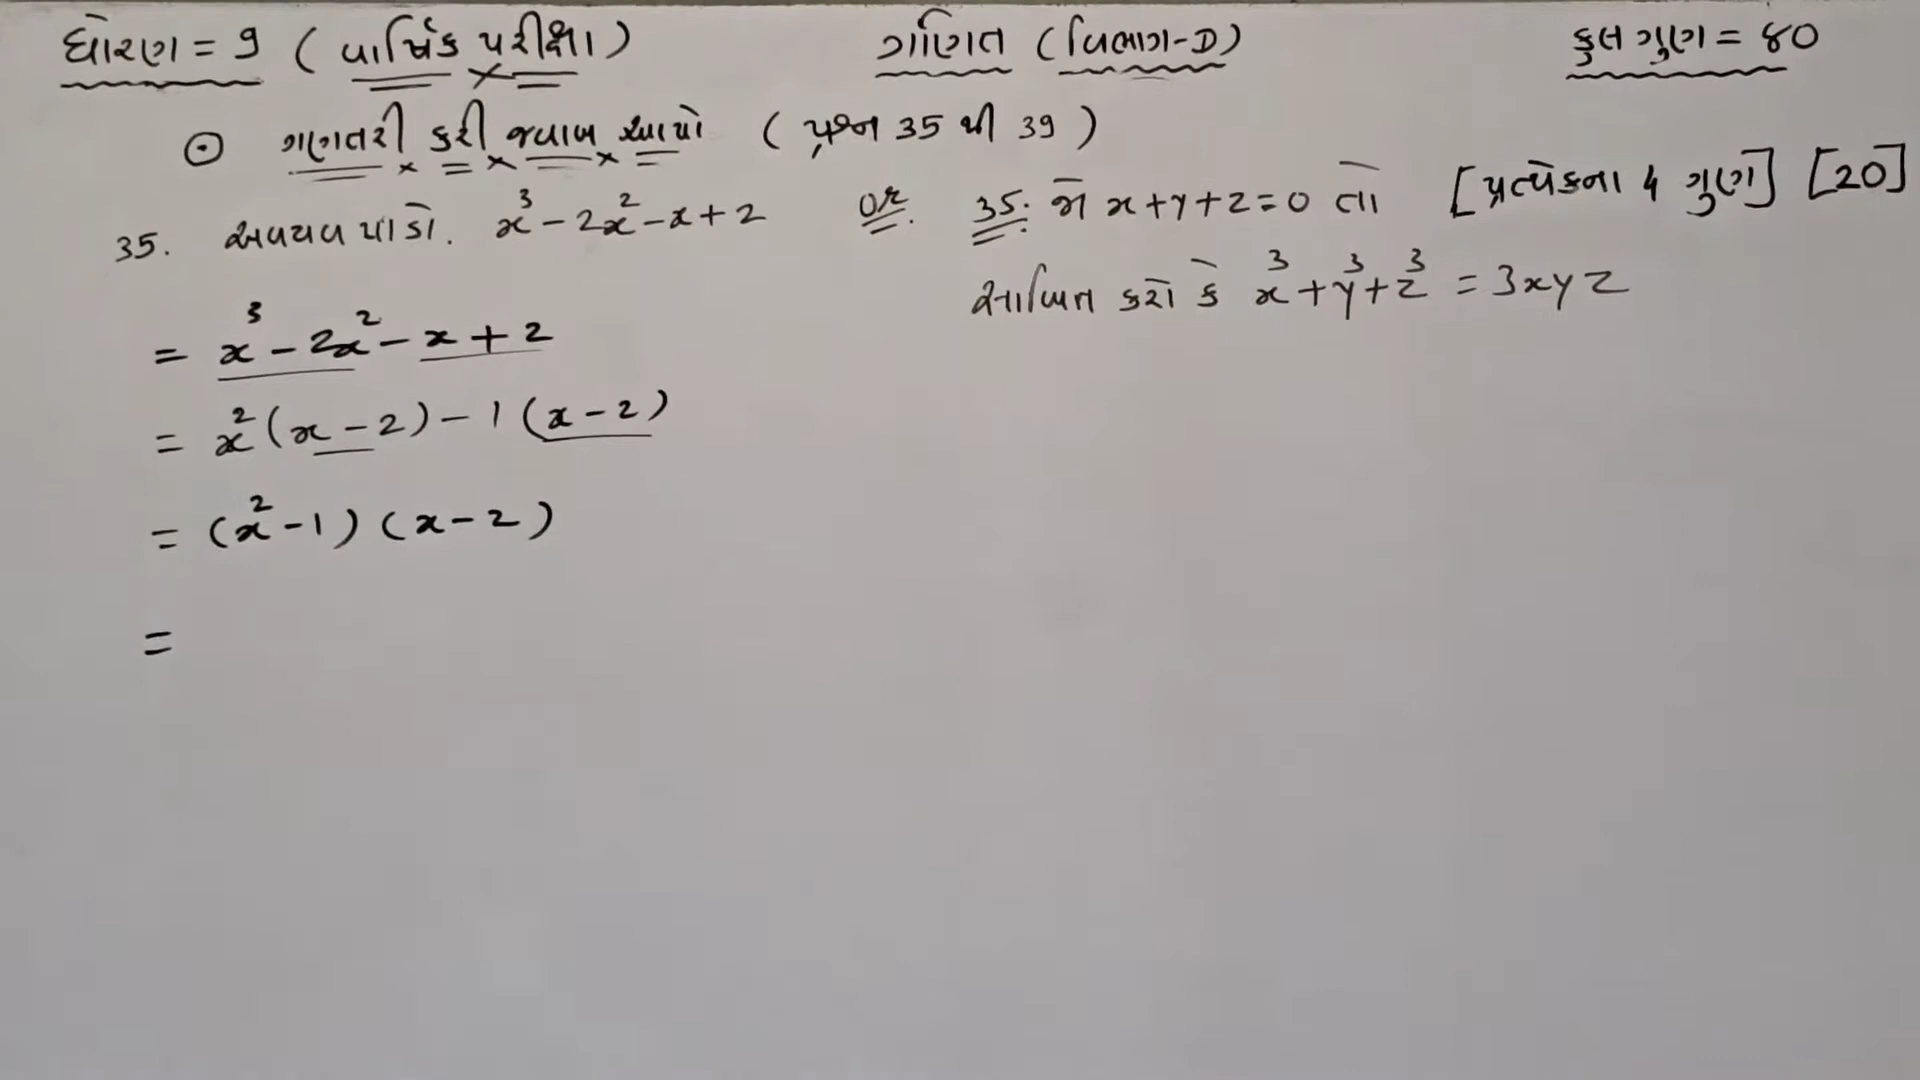 ધોરણ = 9 ( વાર્ષિક પરીક્ષા ) ગણિત ( વિભાગ-D ) કુલ ગુણ = ૪૦
⊙ ગણતરી કરી જવાબ આપો ( પ્રશ્ન 35 થી 39 )
[પ્રત્યેકના 4 ગુણ] [20]
35. અવયવ પાડો. x³ - 2x² - x + 2 OR 35. જો x + y + z = 0 તો
સાબિત કરો કે x³ + y³ + z³ = 3xyz
= x³ - 2x² - x + 2
= x² (x - 2) - 1 (x - 2)
= (x² - 1) (x - 2)
=